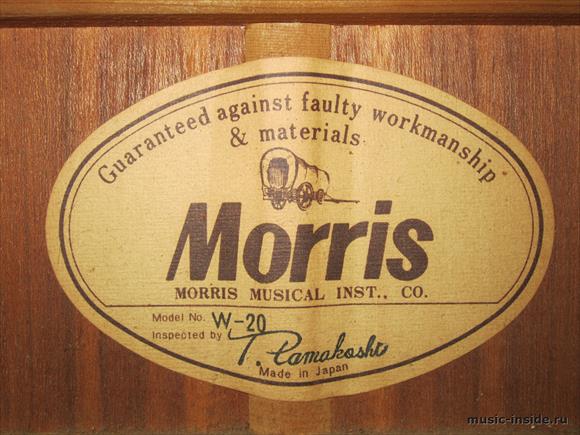 Guaranteed against faulty workmanship
& materials
Morris
MORRIS MUSICAL INST., CO.
Model No. W-20
Inspected by T. Ramakoshi
Made in Japan
music-inside.ru